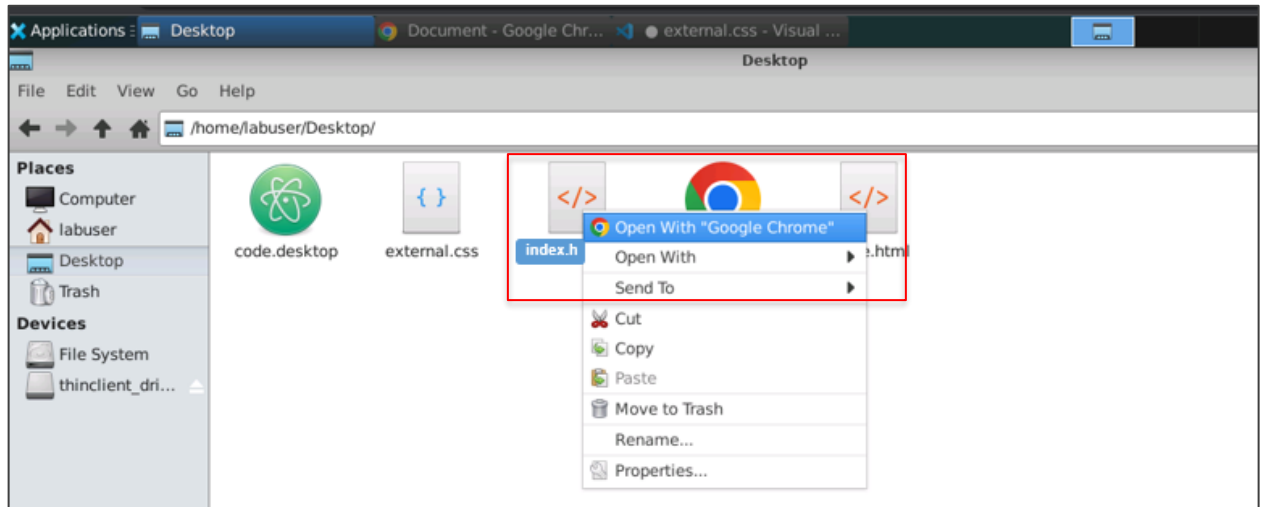 Applications
Desktop
Document - Google Chr...
external.css - Visual ...
Desktop
File Edit View Go Help
/home/labuser/Desktop/
Places
Computer
labuser
Desktop
Trash
Devices
File System
thinclient_dri...
</>
{ }
</>
code.desktop
external.css
index.h
e.html
Open With "Google Chrome"
Open With
Send To
Cut
Copy
Paste
Move to Trash
Rename...
Properties...